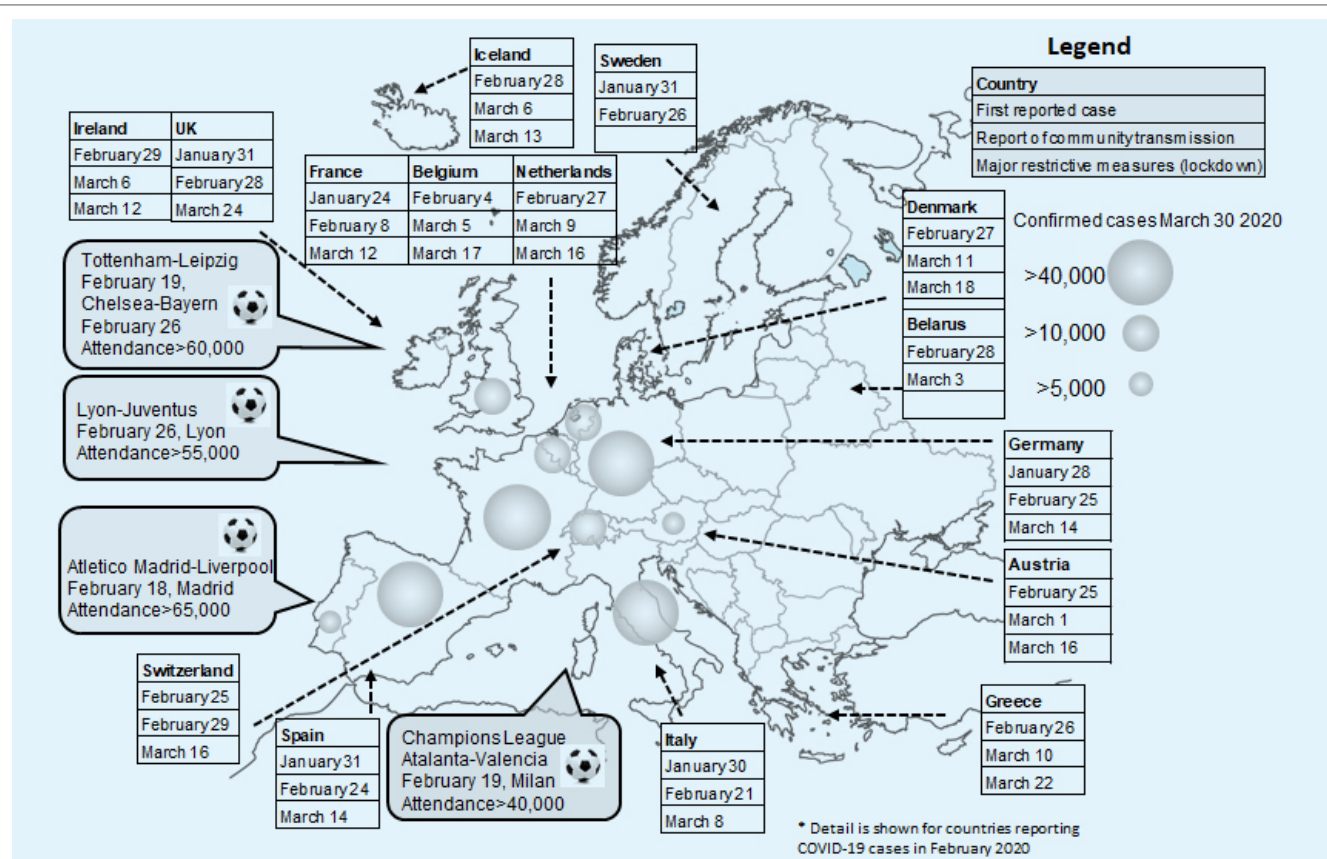 Legend
Country
First reported case
Report of community transmission
Major restrictive measures (lockdown)
Confirmed cases March 30 2020
>40,000
>10,000
>5,000
Iceland
February 28
March 6
March 13
Sweden
January 31
February 26
Ireland UK
February 29 January 31
March 6 February 28
March 12 March 24
France Belgium Netherlands
January 24 February 4 February 27
February 8 March 5 March 9
March 12 March 17 March 16
Denmark
February 27
March 11
March 18
Belarus
February 28
March 3
Tottenham-Leipzig
February 19,
Chelsea-Bayern
February 26
Attendance>60,000
Lyon-Juventus
February 26, Lyon
Attendance>55,000
Atletico Madrid-Liverpool
February 18, Madrid
Attendance>65,000
Germany
January 28
February 25
March 14
Austria
February 25
March 1
March 16
Switzerland
February 25
February 29
March 16
Spain
January 31
February 24
March 14
Champions League
Atalanta-Valencia
February 19, Milan
Attendance>40,000
Italy
January 30
February 21
March 8
Greece
February 26
March 10
March 22
* Detail is shown for countries reporting
COVID-19 cases in February 2020